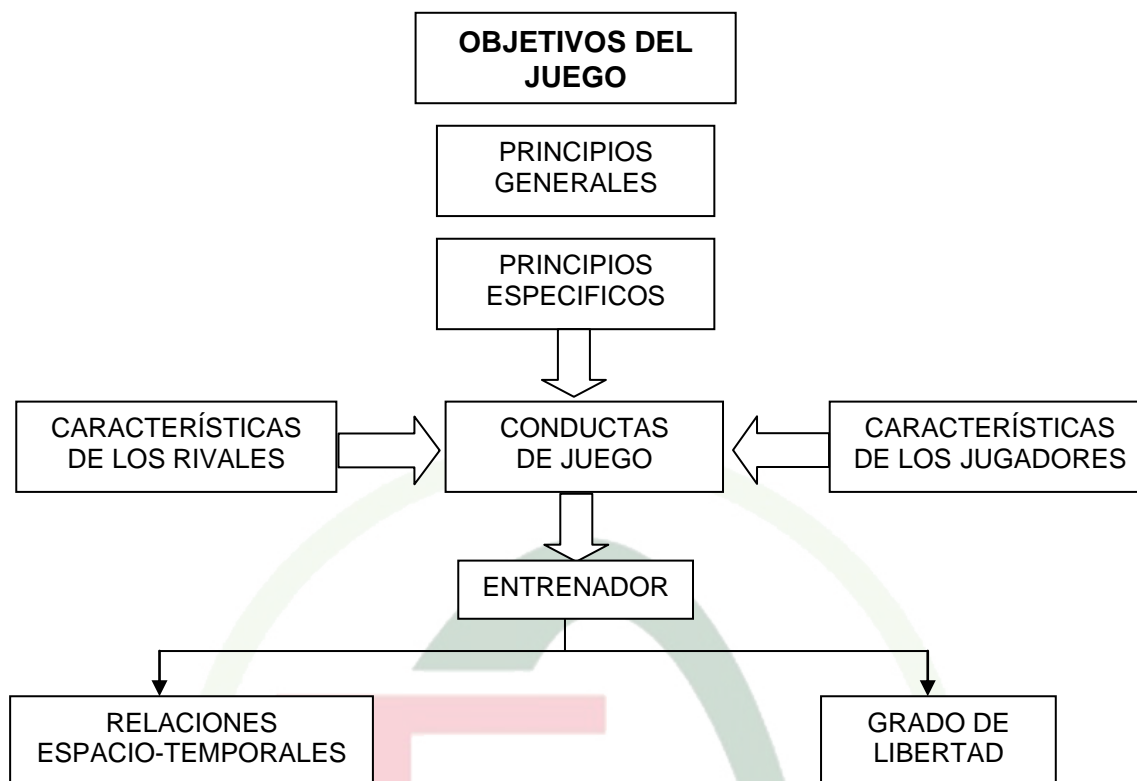 OBJETIVOS DEL
JUEGO
PRINCIPIOS
GENERALES
PRINCIPIOS
ESPECIFICOS
CARACTERÍSTICAS
DE LOS RIVALES
CONDUCTAS
DE JUEGO
CARACTERÍSTICAS
DE LOS JUGADORES
ENTRENADOR
RELACIONES
ESPACIO-TEMPORALES
GRADO DE
LIBERTAD